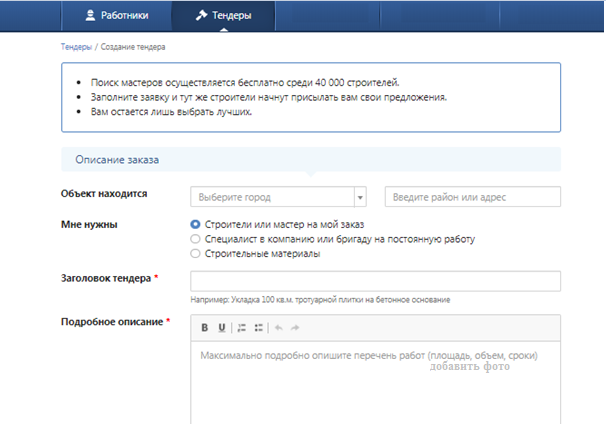 Работники
Тендеры
Тендеры / Создание тендера
Поиск мастеров осуществляется бесплатно среди 40 000 строителей.
Заполните заявку и тут же строители начнут присылать вам свои предложения.
Вам остается лишь выбрать лучших.
Описание заказа
Объект находится
Выберите город
Введите район или адрес
Мне нужны
Строители или мастер на мой заказ
Специалист в компанию или бригаду на постоянную работу
Строительные материалы
Заголовок тендера *
Например: Укладка 100 кв.м. тротуарной плитки на бетонное основание
Подробное описание *
B U
Максимально подробно опишите перечень работ (площадь, объем, сроки)
добавить фото